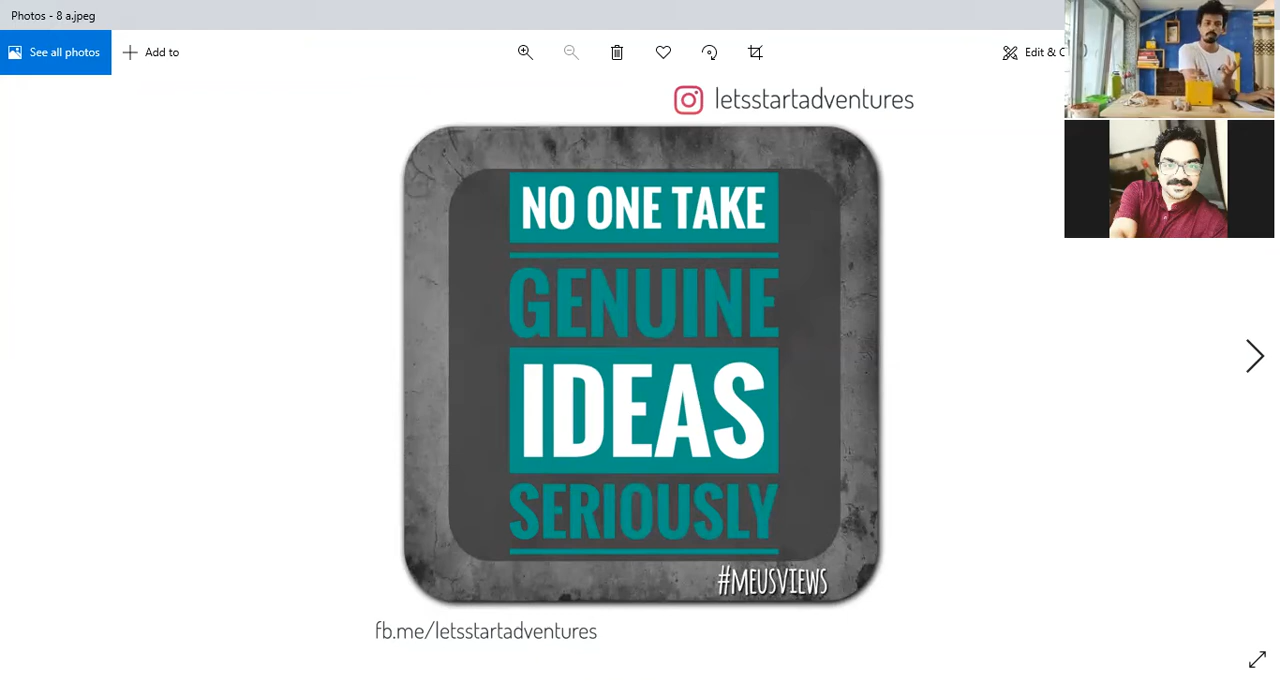 Photos - 8 a.jpeg
See all photos
Add to
Edit & C
letsstartadventures
NO ONE TAKE
GENUINE
IDEAS
SERIOUSLY
#MEUSVIEWS
fb.me/letsstartadventures